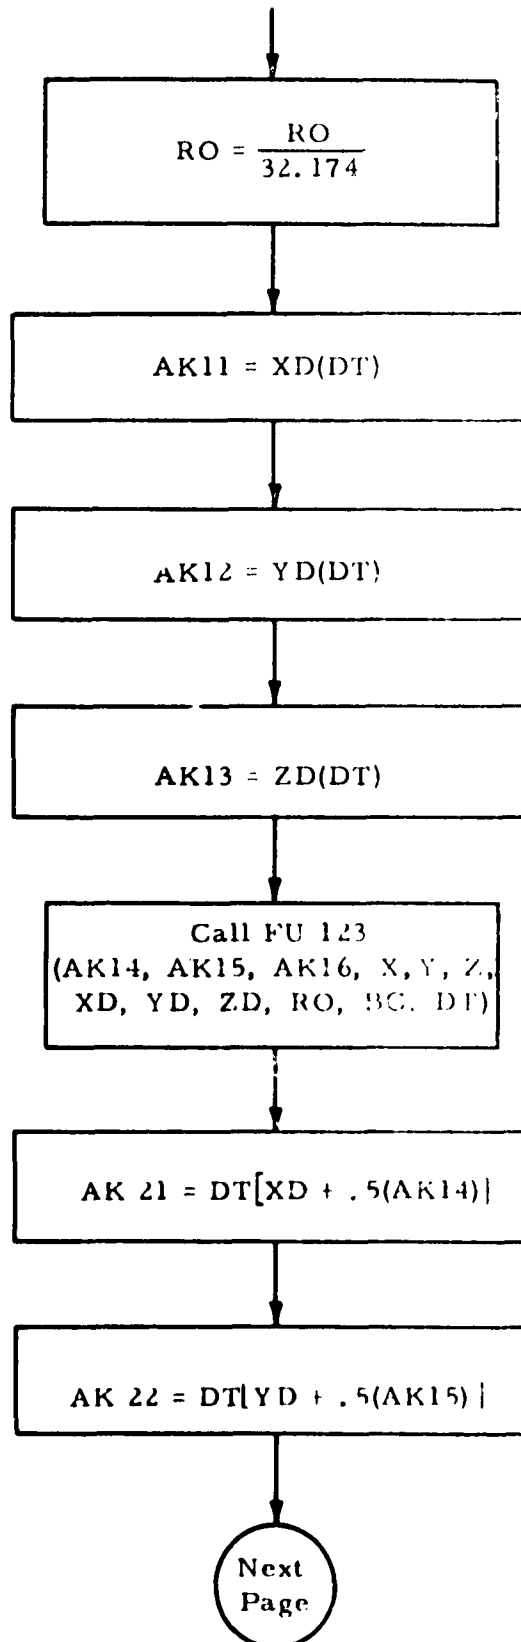 RO = RO / 32.174
AK11 = XD(DT)
AK12 = YD(DT)
AK13 = ZD(DT)
Call FU 123
(AK14, AK15, AK16, X, Y, Z,
XD, YD, ZD, RO, BC, DT)
AK 21 = DT[XD + .5(AK14)]
AK 22 = DT[YD + .5(AK15)]
Next
Page